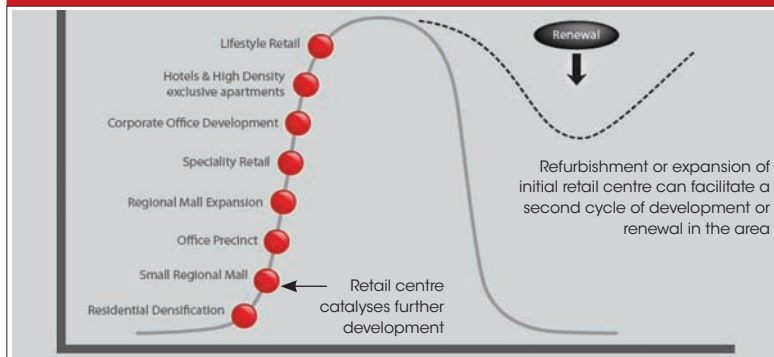 Lifestyle Retail
Hotels & High Density
exclusive apartments
Corporate Office Development
Speciality Retail
Regional Mall Expansion
Office Precinct
Small Regional Mall
Residential Densification
Retail centre
catalyses further
development
Renewal
Refurbishment or expansion of
initial retail centre can facilitate a
second cycle of development or
renewal in the area